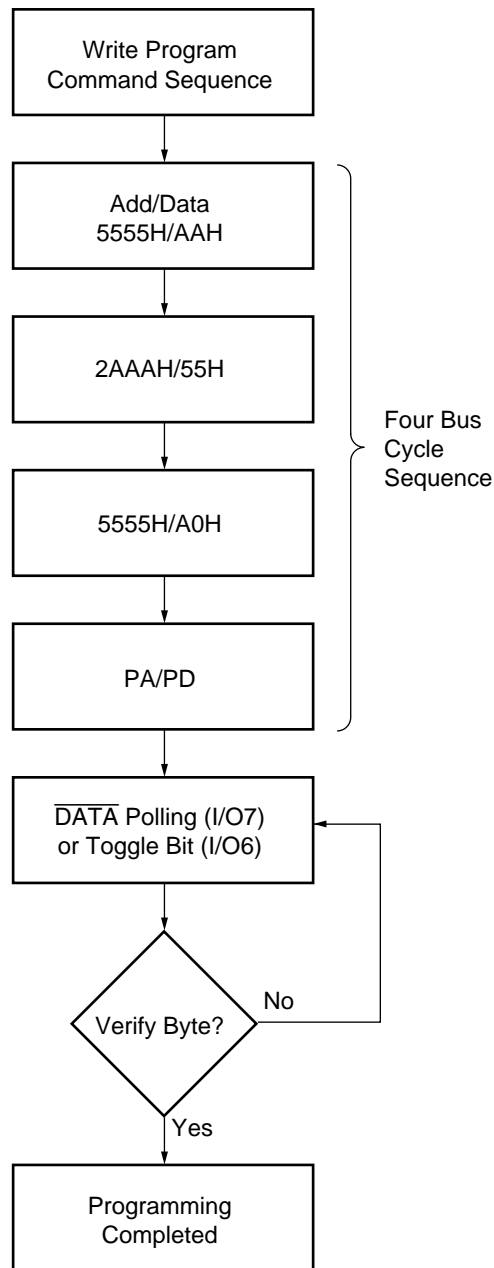 Write Program
Command Sequence
Add/Data
5555H/AAH
2AAAH/55H
5555H/A0H
PA/PD
Four Bus
Cycle
Sequence
DATA Polling (I/O7)
or Toggle Bit (I/O6)
Verify Byte?
No
Yes
Programming
Completed